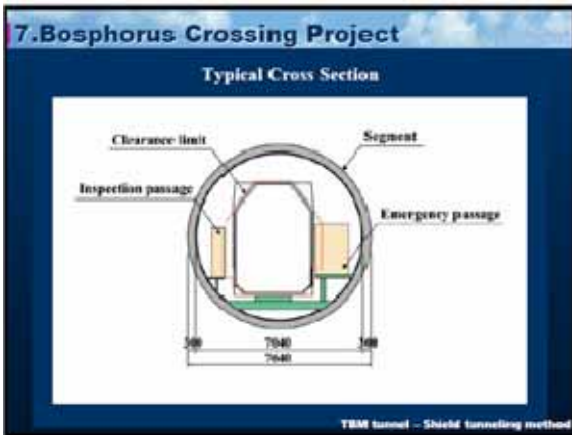 7.Bosphorus Crossing Project
Typical Cross Section
Clearance limit
Segment
Inspection passage
Emergency passage
300 7040 300
7640
TBM tunnel – Shield tunneling method